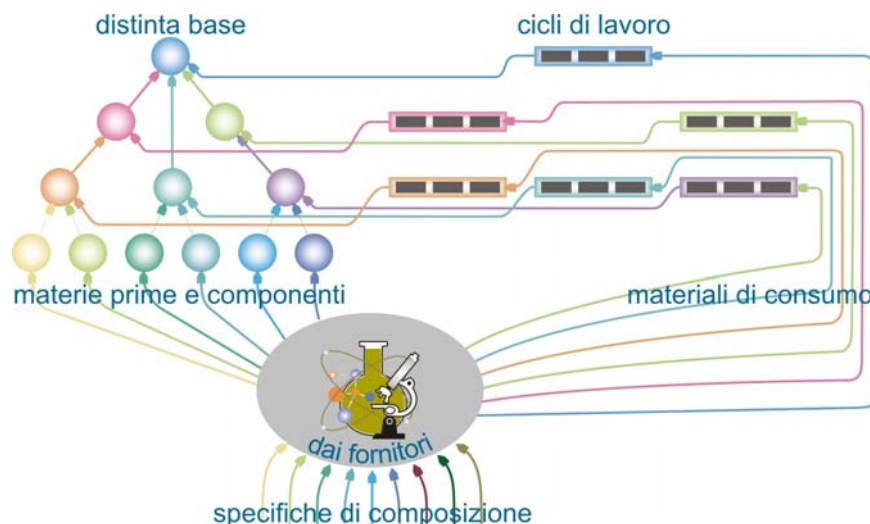 distinta base
cicli di lavoro
materie prime e componenti
materiali di consumo
dai fornitori
specifiche di composizione